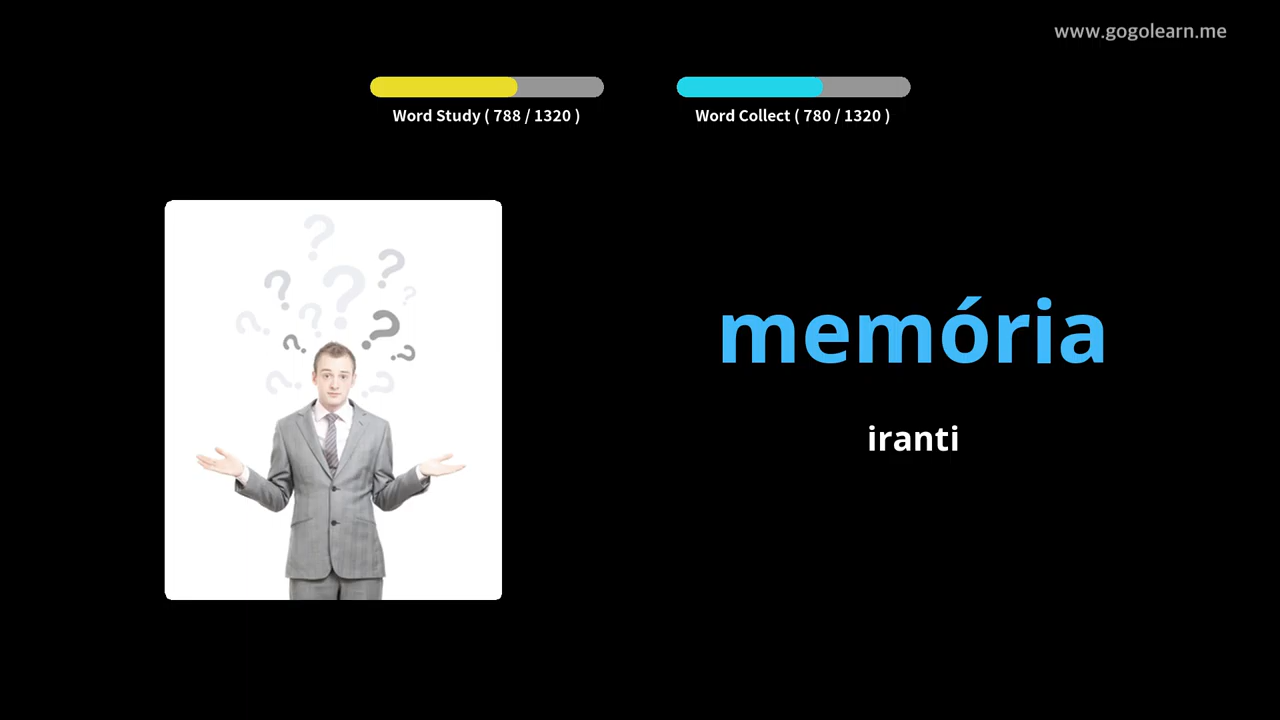 www.gogolearn.me
Word Study ( 788 / 1320 )
Word Collect ( 780 / 1320 )
? ? ? ? ? ? ? ? ? ? ? ?
memória
iranti